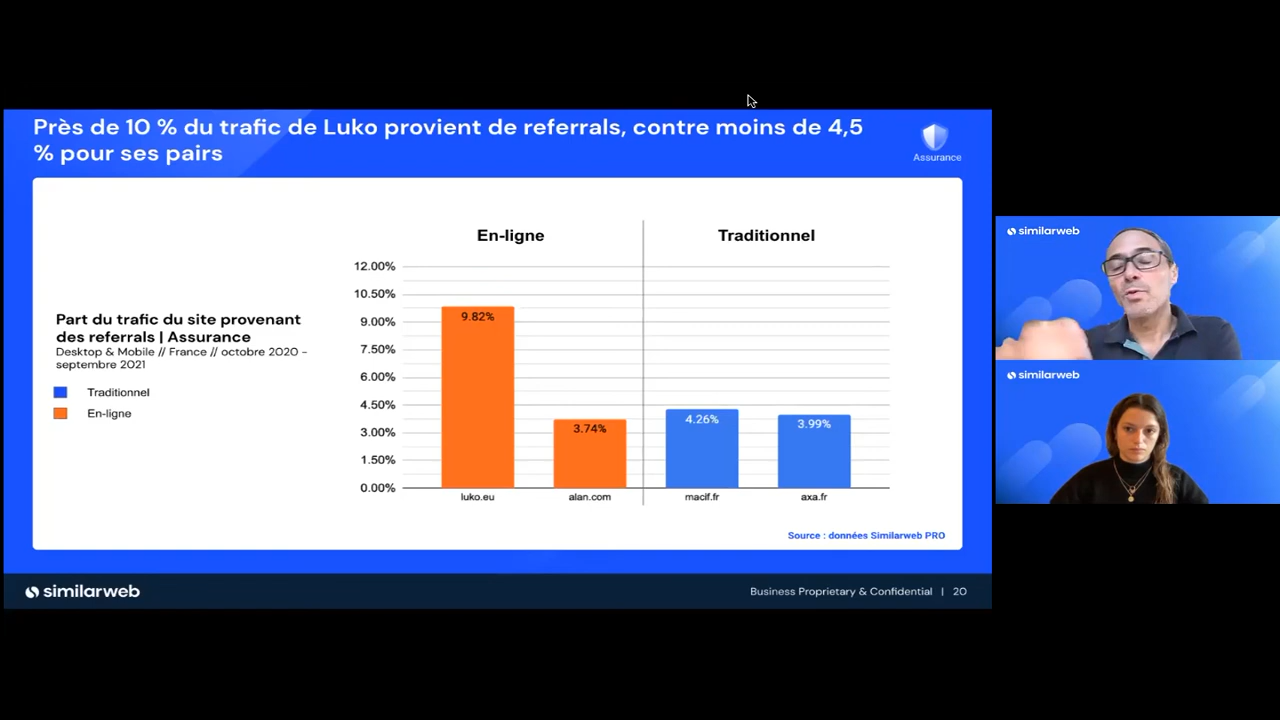 Près de 10 % du trafic de Luko provient de referrals, contre moins de 4,5
% pour ses pairs
Assurance
En-ligne
Traditionnel
12.00%
10.50%
9.00%
7.50%
6.00%
4.50%
3.00%
1.50%
0.00%
9.82%
3.74%
4.26%
3.99%
luko.eu
alan.com
macif.fr
axa.fr
Part du trafic du site provenant
des referrals | Assurance
Desktop & Mobile // France // octobre 2020 -
septembre 2021
Traditionnel
En-ligne
Source : données Similarweb PRO
similarweb
Business Proprietary & Confidential | 20
similarweb
similarweb